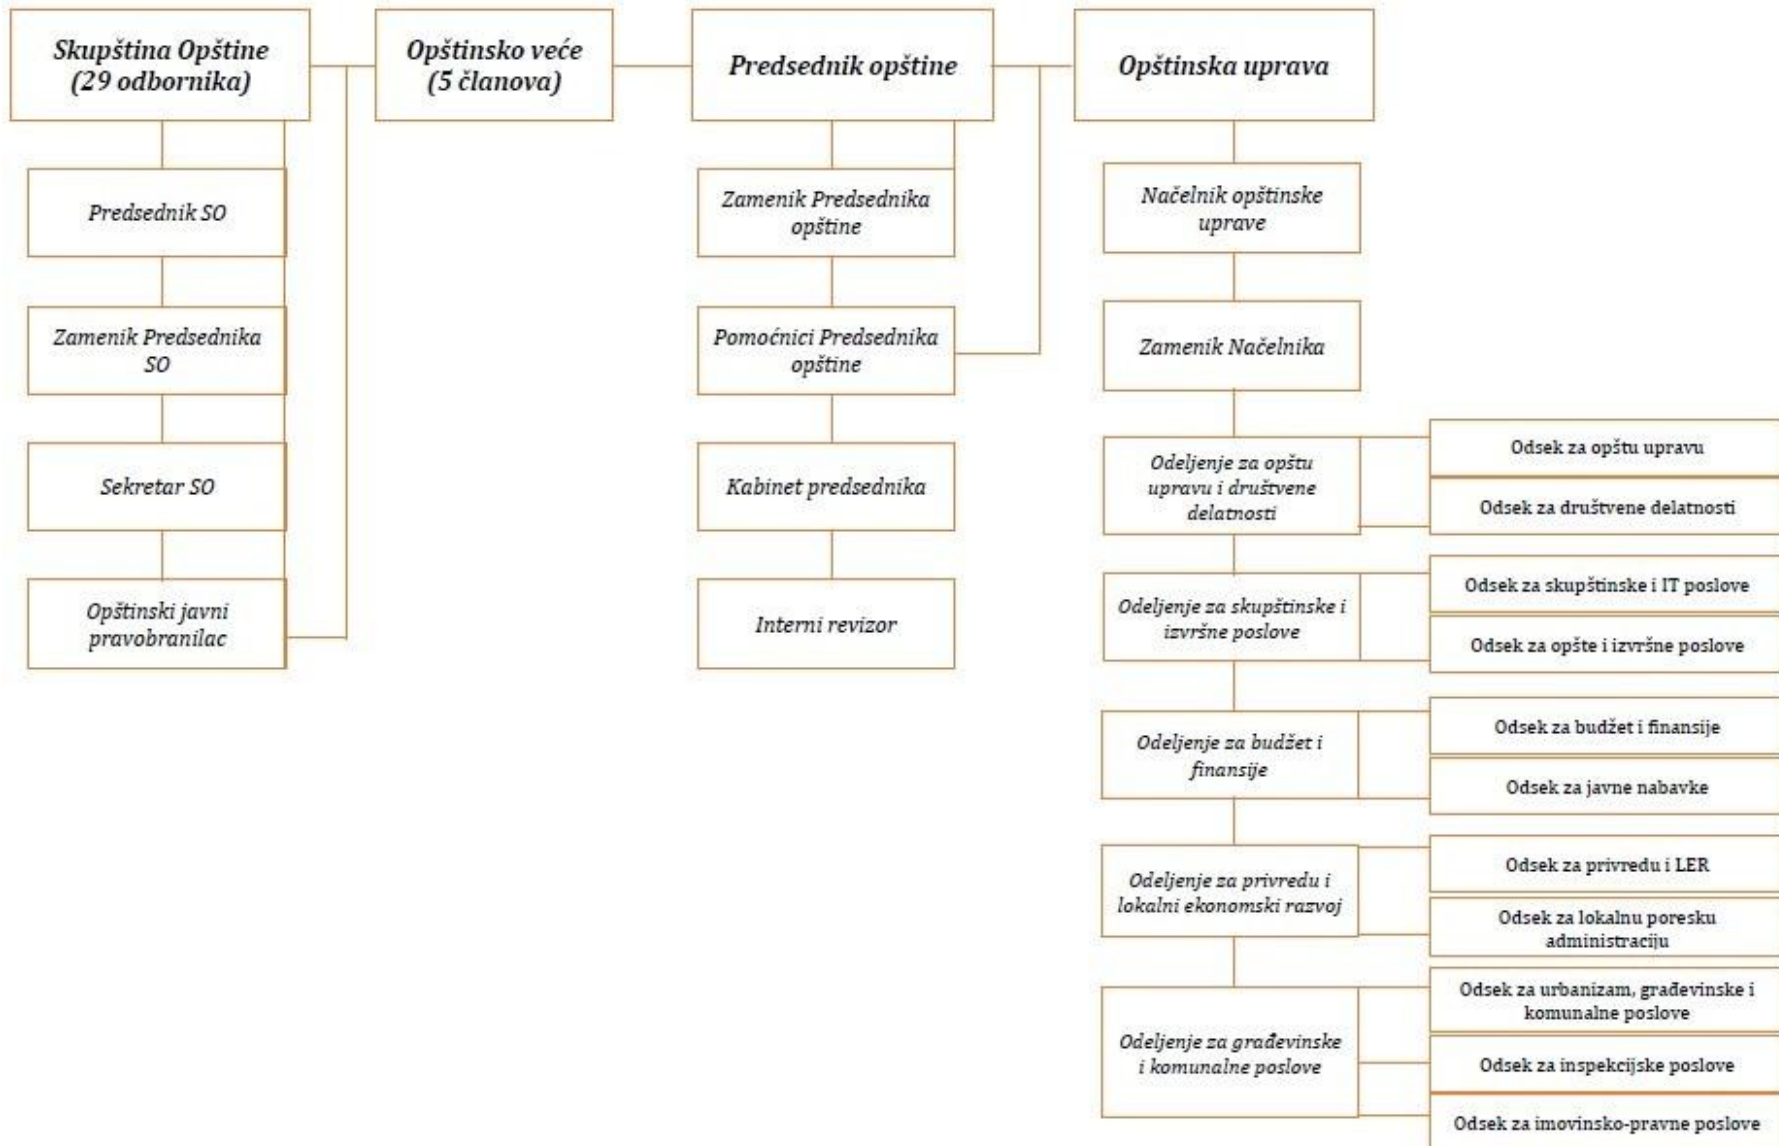 Skupština Opštine
(29 odbornika)
Opštinsko veće
(5 članova)
Predsednik opštine
Opštinska uprava
Predsednik SO
Zamenik Predsednika
SO
Sekretar SO
Opštinski javni
pravobranilac
Zamenik Predsednika
opštine
Pomoćnici Predsednika
opštine
Kabinet predsednika
Interni revizor
Načelnik opštinske
uprave
Zamenik Načelnika
Odeljenje za opštu
upravu i društvene
delatnosti
Odsek za opštu upravu
Odsek za društvene delatnosti
Odeljenje za skupštinske i
izvršne poslove
Odsek za skupštinske i IT poslove
Odsek za opšte i izvršne poslove
Odeljenje za budžet i
finansije
Odsek za budžet i finansije
Odsek za javne nabavke
Odeljenje za privredu i
lokalni ekonomski razvoj
Odsek za privredu i LER
Odsek za lokalnu poresku
administraciju
Odeljenje za građevinske
i komunalne poslove
Odsek za urbanizam, građevinske i
komunalne poslove
Odsek za inspekcijske poslove
Odsek za imovinsko-pravne poslove